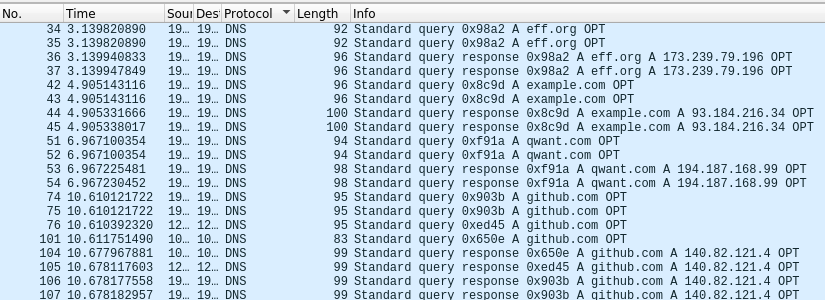 No. Time Sour Des Protocol Length Info
34 3.139820890 19… 19… DNS 92 Standard query 0x98a2 A eff.org OPT
35 3.139820890 19… 19… DNS 92 Standard query 0x98a2 A eff.org OPT
36 3.139940833 19… 19… DNS 96 Standard query response 0x98a2 A eff.org A 173.239.79.196 OPT
37 3.139947849 19… 19… DNS 96 Standard query response 0x98a2 A eff.org A 173.239.79.196 OPT
42 4.905143116 19… 19… DNS 96 Standard query 0x8c9d A example.com OPT
43 4.905143116 19… 19… DNS 96 Standard query 0x8c9d A example.com OPT
44 4.905331666 19… 19… DNS 100 Standard query response 0x8c9d A example.com A 93.184.216.34 OPT
45 4.905338017 19… 19… DNS 100 Standard query response 0x8c9d A example.com A 93.184.216.34 OPT
51 6.967100354 19… 19… DNS 94 Standard query 0xf91a A qwant.com OPT
52 6.967100354 19… 19… DNS 94 Standard query 0xf91a A qwant.com OPT
53 6.967225481 19… 19… DNS 98 Standard query response 0xf91a A qwant.com A 194.187.168.99 OPT
54 6.967230452 19… 19… DNS 98 Standard query response 0xf91a A qwant.com A 194.187.168.99 OPT
74 10.610121722 19… 19… DNS 95 Standard query 0x903b A github.com OPT
75 10.610121722 19… 19… DNS 95 Standard query 0x903b A github.com OPT
76 10.610392320 12… 12… DNS 95 Standard query 0xed45 A github.com OPT
101 10.611751490 10… 10… DNS 83 Standard query 0x650e A github.com OPT
104 10.677967881 10… 10… DNS 99 Standard query response 0x650e A github.com A 140.82.121.4 OPT
105 10.678117603 12… 12… DNS 99 Standard query response 0xed45 A github.com A 140.82.121.4 OPT
106 10.678177558 19… 19… DNS 99 Standard query response 0x903b A github.com A 140.82.121.4 OPT
107 10.678182957 19… 19… DNS 99 Standard query response 0x903b A github.com A 140.82.121.4 OPT